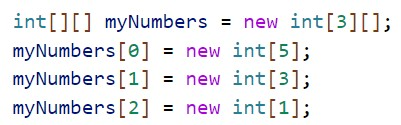 int[][] myNumbers = new int[3][];
myNumbers[0] = new int[5];
myNumbers[1] = new int[3];
myNumbers[2] = new int[1];